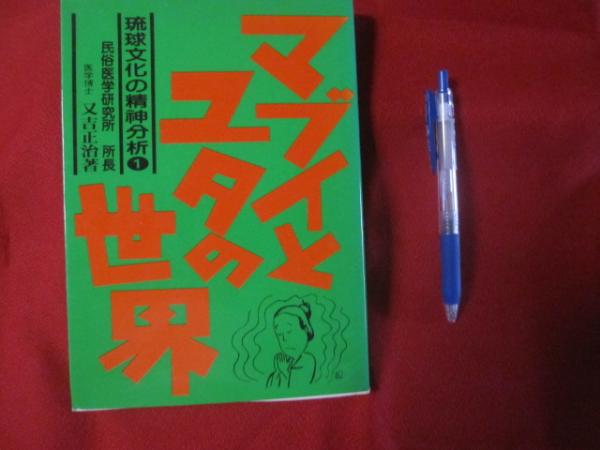 マブイと
ユタの
世界
琉球文化の精神分析①
民俗医学研究所 所長
医学博士 又吉正治著